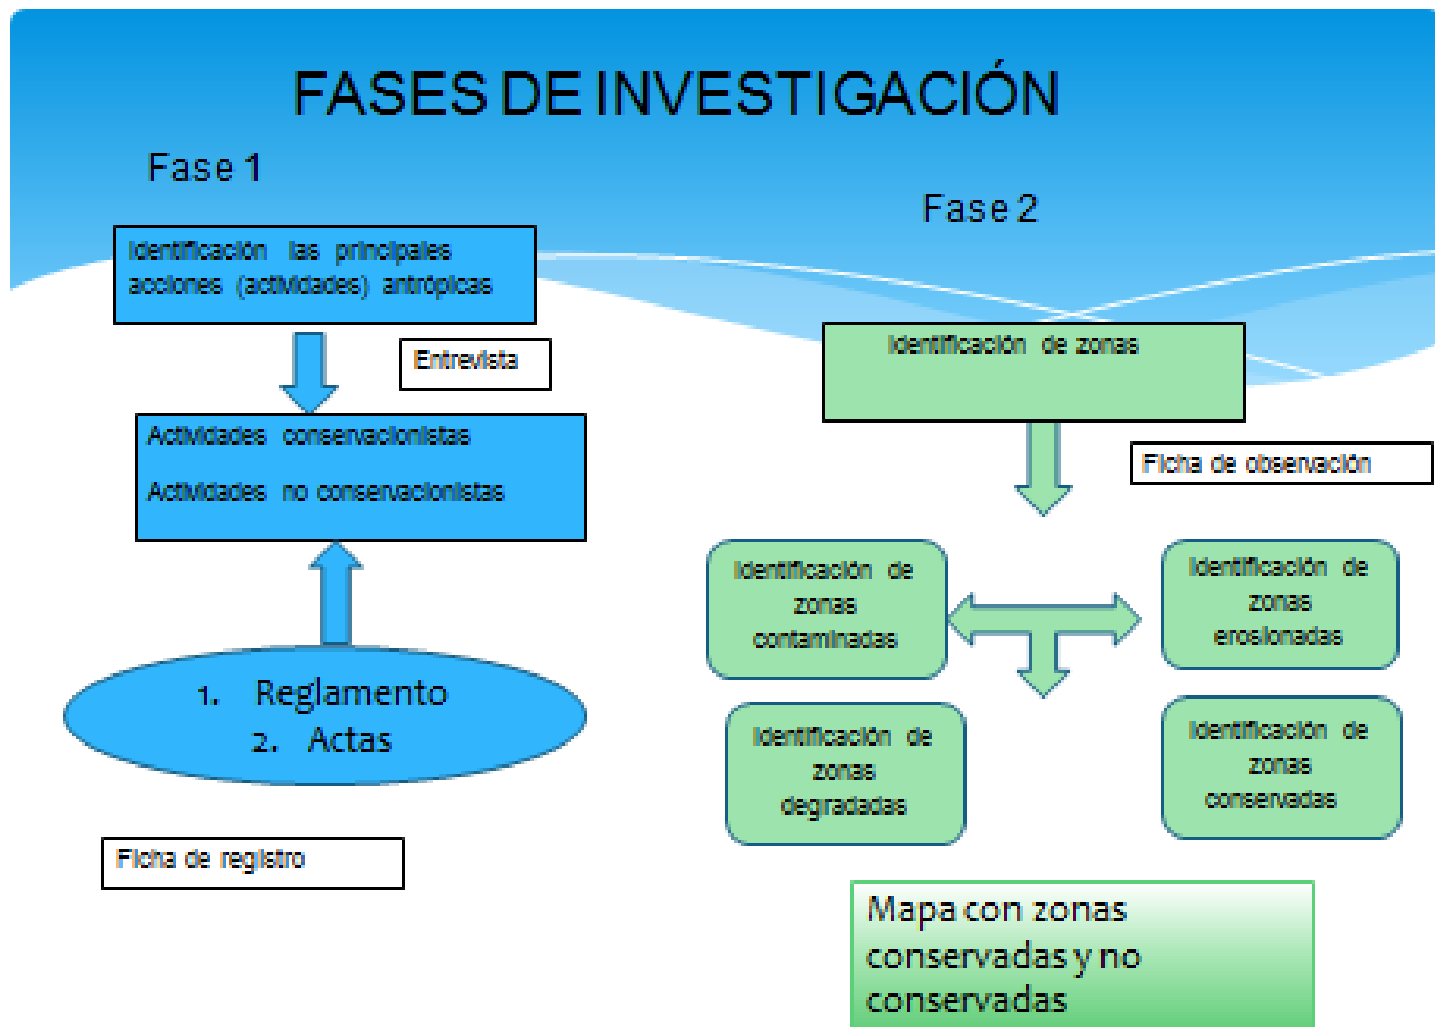 FASES DE INVESTIGACIÓN
Fase 1
Identificación las principales
acciones (actividades) antrópicas
Entrevista
Actividades conservacionistas
Actividades no conservacionistas
1. Reglamento
2. Actas
Ficha de registro
Fase 2
Identificación de zonas
Ficha de observación
Identificación de
zonas
contaminadas
Identificación de
zonas
erosionadas
Identificación de
zonas
degradadas
Identificación de
zonas
conservadas
Mapa con zonas
conservadas y no
conservadas